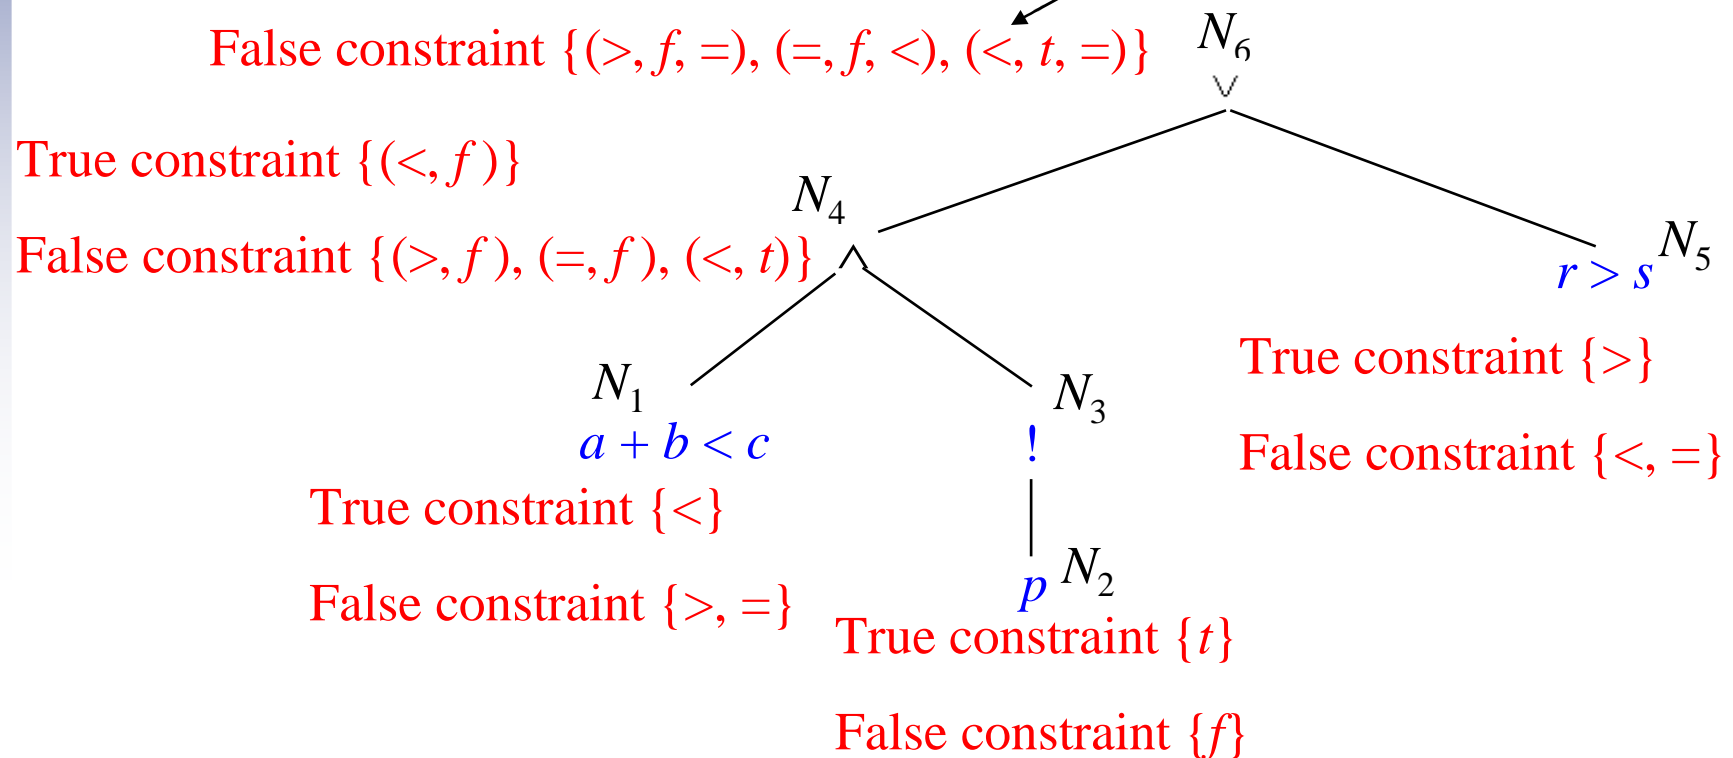 False constraint {(>, f, =), (=, f, <), (<, t, =)}
N6
∨
True constraint {(<, f )}
N4
False constraint {(>, f ), (=, f ), (<, t)}
∧
N5
r > s
True constraint {>}
N1
N3
a + b < c
!
False constraint {<, =}
True constraint {<}
N2
p
False constraint {>, =}
True constraint {t}
False constraint {f}